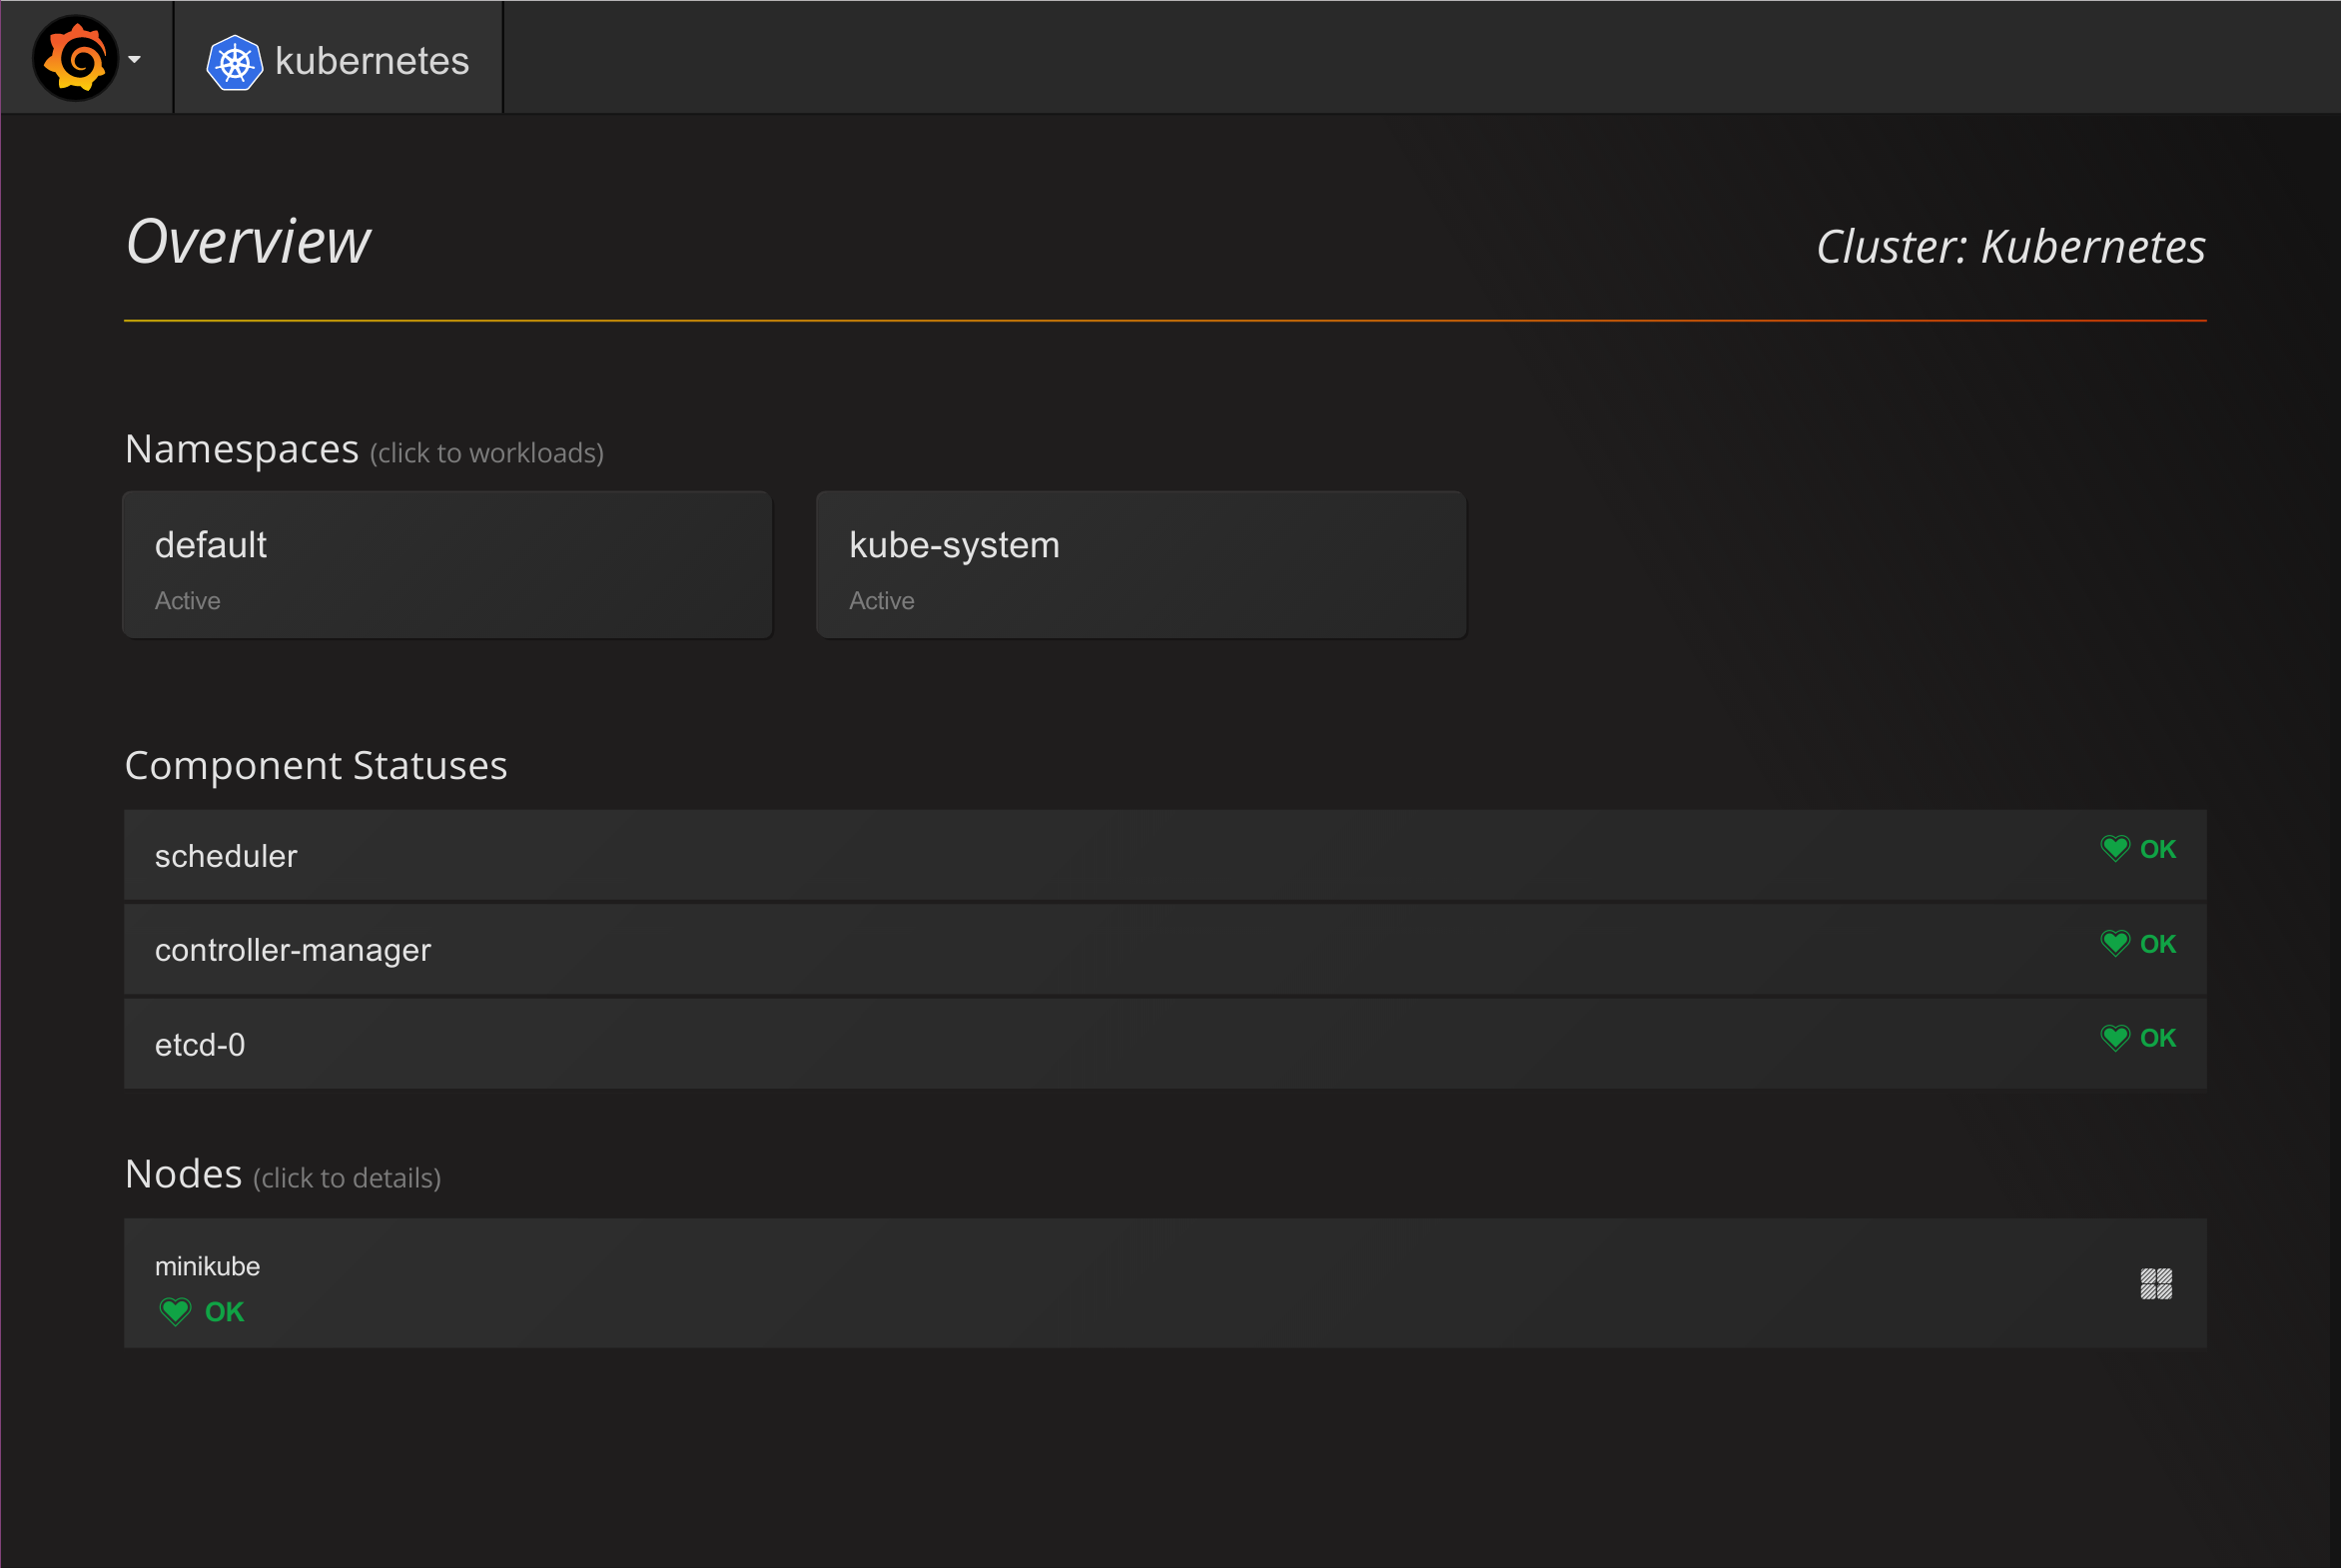 kubernetes
Overview
Cluster: Kubernetes
Namespaces (click to workloads)
default
Active
kube-system
Active
Component Statuses
scheduler
OK
controller-manager
OK
etcd-0
OK
Nodes (click to details)
minikube
OK